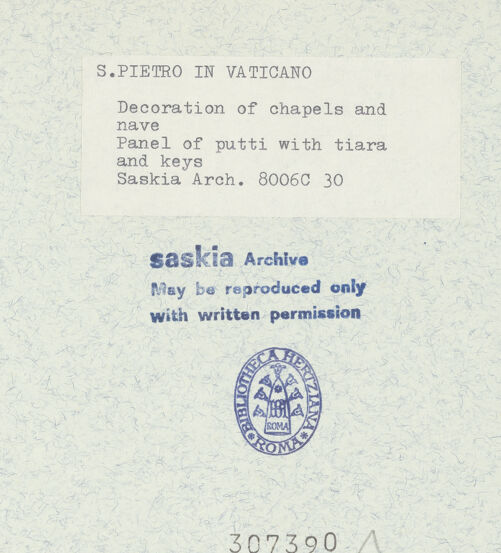 S.PIETRO IN VATICANO
Decoration of chapels and
nave
Panel of putti with tiara
and keys
Saskia Arch. 8006C 30
saskia Archive
May be reproduced only
with written permission
BIBLIOTHECA HERTZIANA
ROMA
ROMA
307390